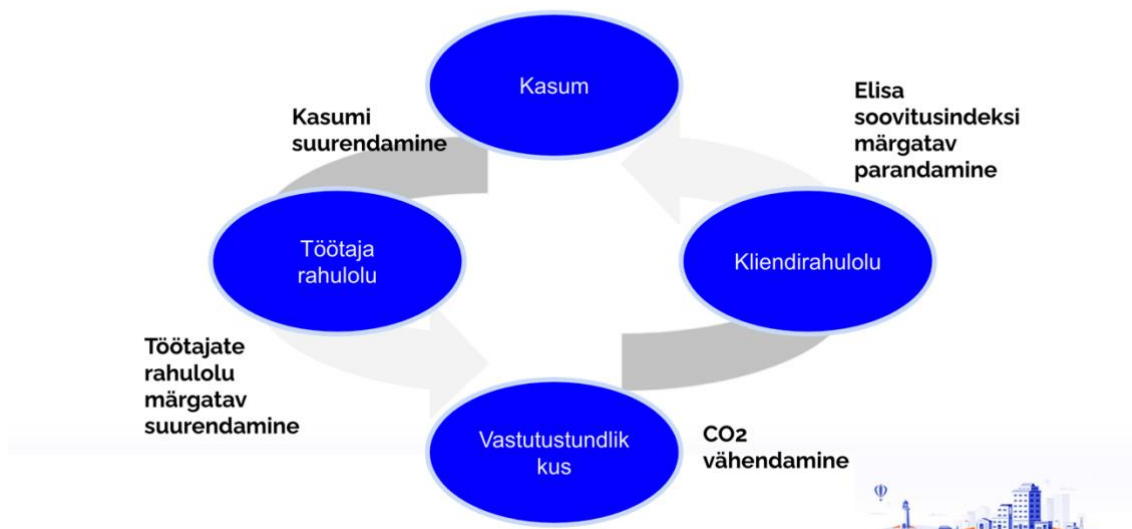 Kasum
Kasumi
suurendamine
Elisa
soovitusindeksi
märgatav
parandamine
Töötaja
rahulolu
Kliendirahulolu
Töötajate
rahulolu
märgatav
suurendamine
Vastutustundlik
kus
CO2
vähendamine